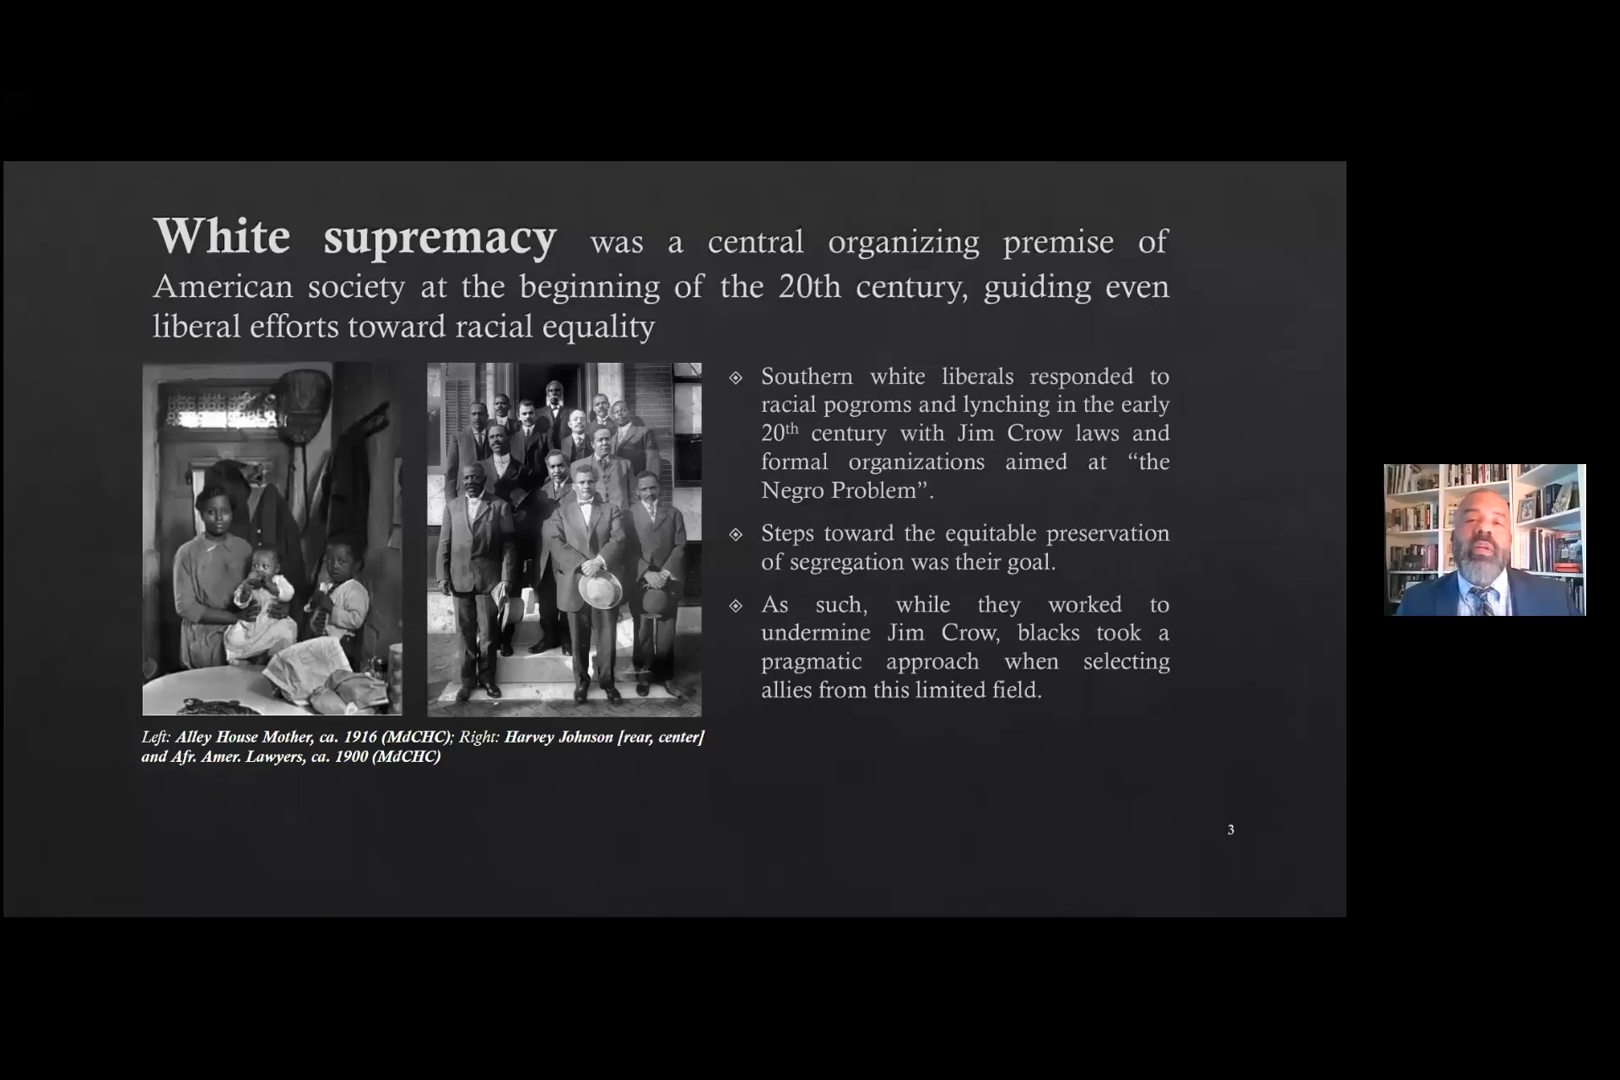 White supremacy was a central organizing premise of
American society at the beginning of the 20th century, guiding even
liberal efforts toward racial equality
Southern white liberals responded to
racial pogroms and lynching in the early
20th century with Jim Crow laws and
formal organizations aimed at “the
Negro Problem”.
Steps toward the equitable preservation
of segregation was their goal.
As such, while they worked to
undermine Jim Crow, blacks took a
pragmatic approach when selecting
allies from this limited field.
Left: Alley House Mother, ca. 1916 (MdCHC); Right: Harvey Johnson [rear, center]
and Afr. Amer. Lawyers, ca. 1900 (MdCHC)
3